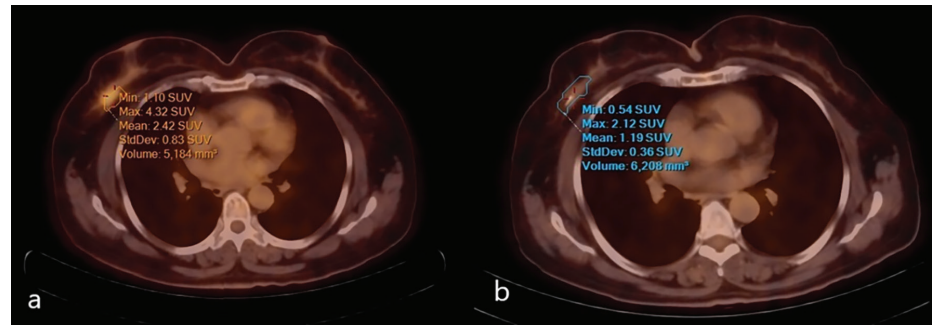 Min: 1.10 SUV
Max: 4.32 SUV
Mean: 2.42 SUV
StdDev: 0.83 SUV
Volume: 5,184 mm³
a
Min: 0.54 SUV
Max: 2.12 SUV
Mean: 1.19 SUV
StdDev: 0.36 SUV
Volume: 6,208 mm³
b